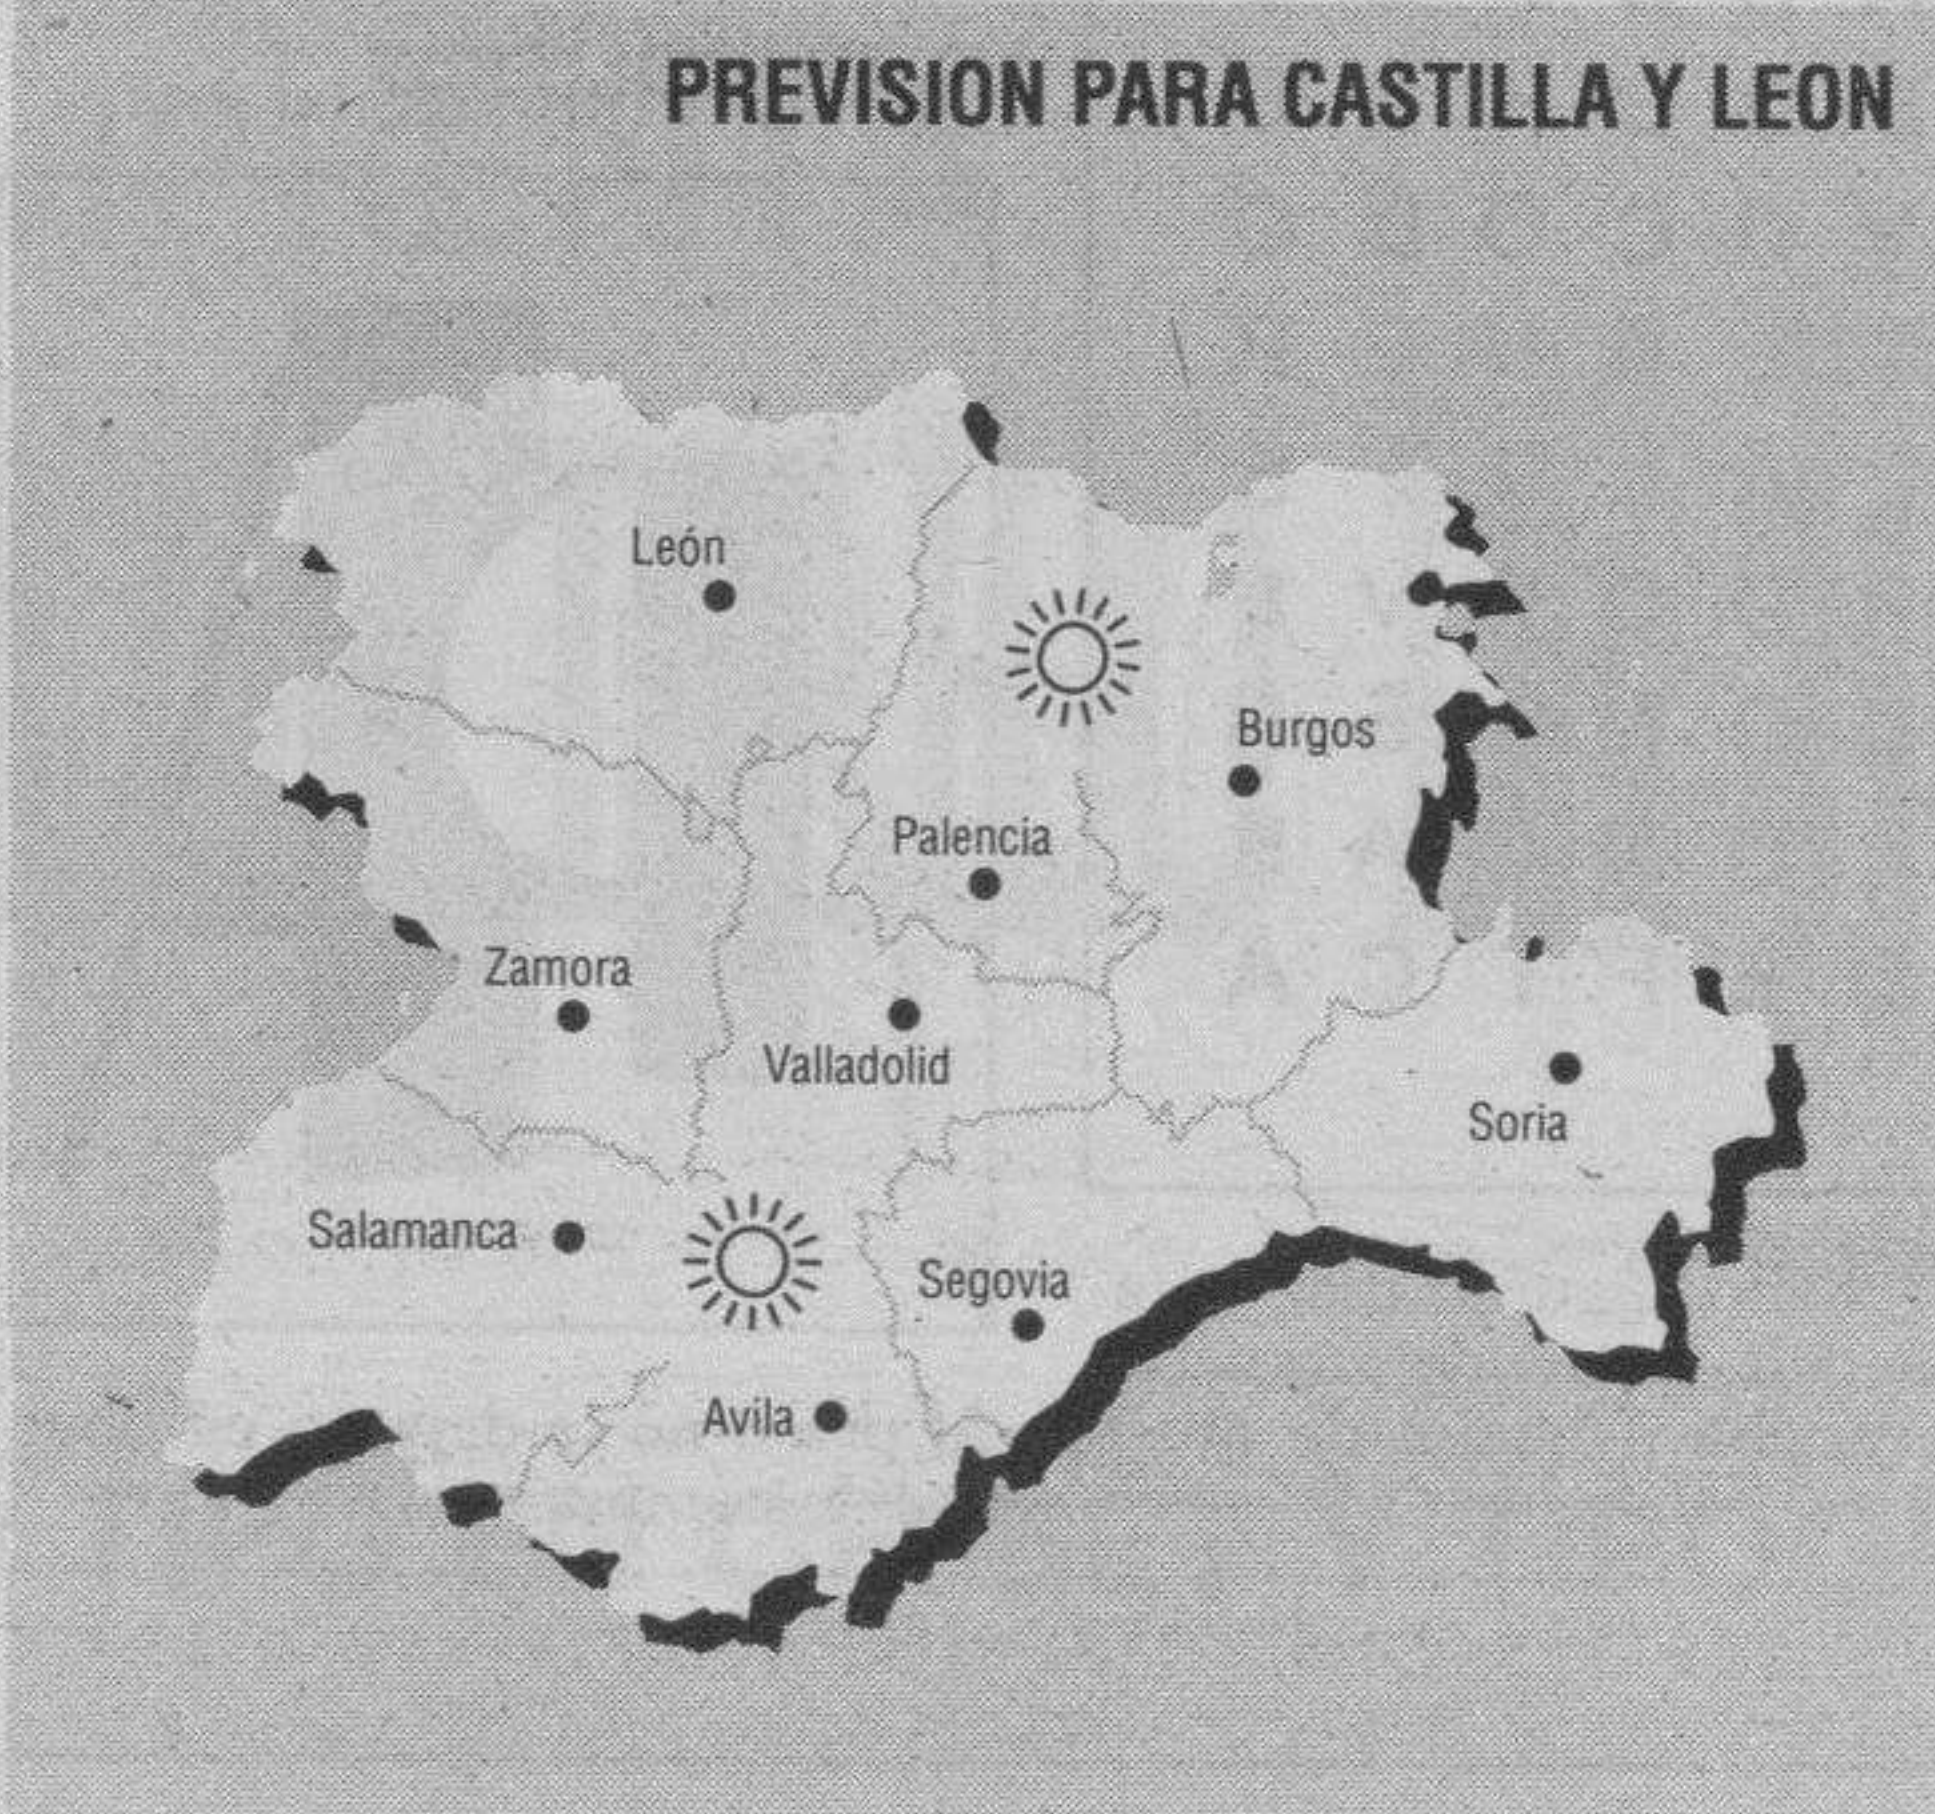 PREVISION PARA CASTILLA Y LEON
León
Burgos
Palencia
Zamora
Valladolid
Soria
Salamanca
Segovia
Avila